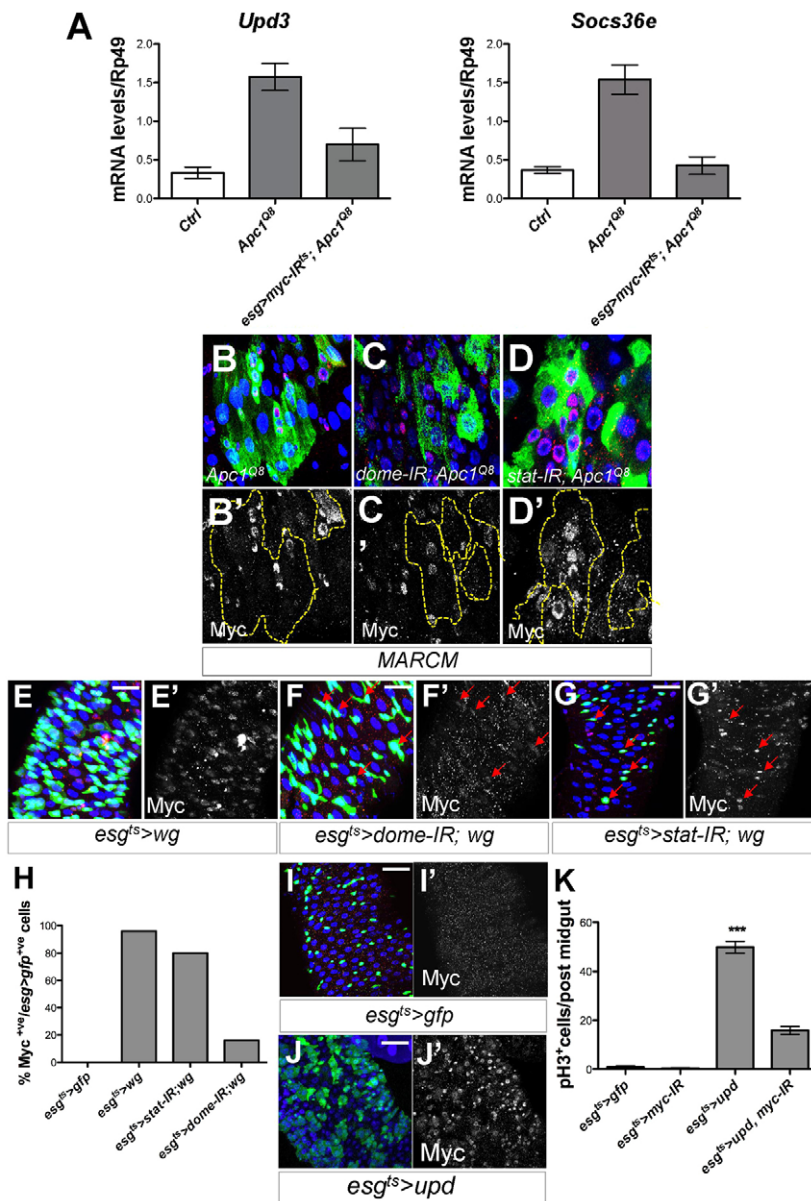 A
Upd3
Socs36e
mRNA levels/Rp49
2.0
1.5
1.0
0.5
0.0
Ctrl
Apc1Q8
esg>myc-IRts; Apc1Q8
mRNA levels/Rp49
2.0
1.5
1.0
0.5
0.0
Ctrl
Apc1Q8
esg>myc-IRts; Apc1Q8
B
Apc1Q8
C
dome-IR; Apc1Q8
D
stat-IR; Apc1Q8
B'
Myc
C'
Myc
D'
Myc
MARCM
E
E'
Myc
F
F'
Myc
G
G'
Myc
esgts>wg
esgts>dome-IR; wg
esgts>stat-IR; wg
H
% Myc +ve/esg>gfp+ve cells
100
80
60
40
20
0
esgts>gfp
esgts>wg
esgts>stat-IR;wg
esgts>dome-IR;wg
I
I'
Myc
esgts>gfp
J
J'
Myc
esgts>upd
K
pH3+cells/post midgut
60
40
20
0
***
esgts>gfp
esgts>myc-IR
esgts>upd
esgts>upd, myc-IR